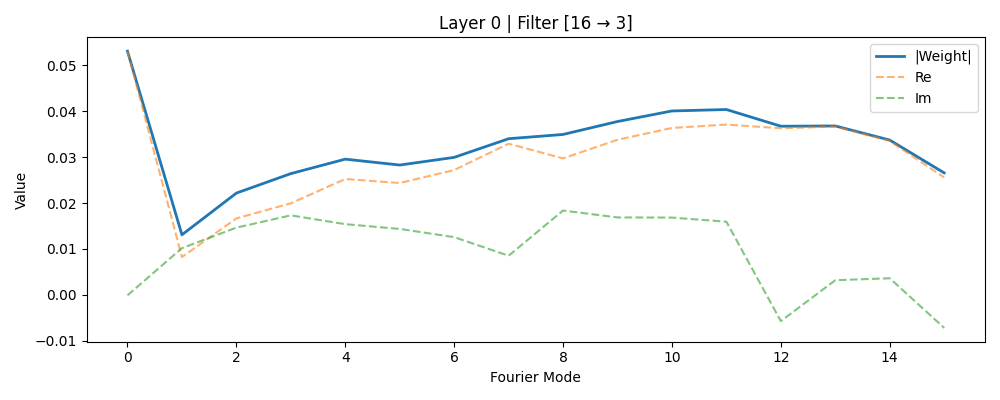 Layer 0 | Filter [16 → 3]
|Weight|
Re
Im
Value
0.05
0.04
0.03
0.02
0.01
0.00
−0.01
0 2 4 6 8 10 12 14
Fourier Mode